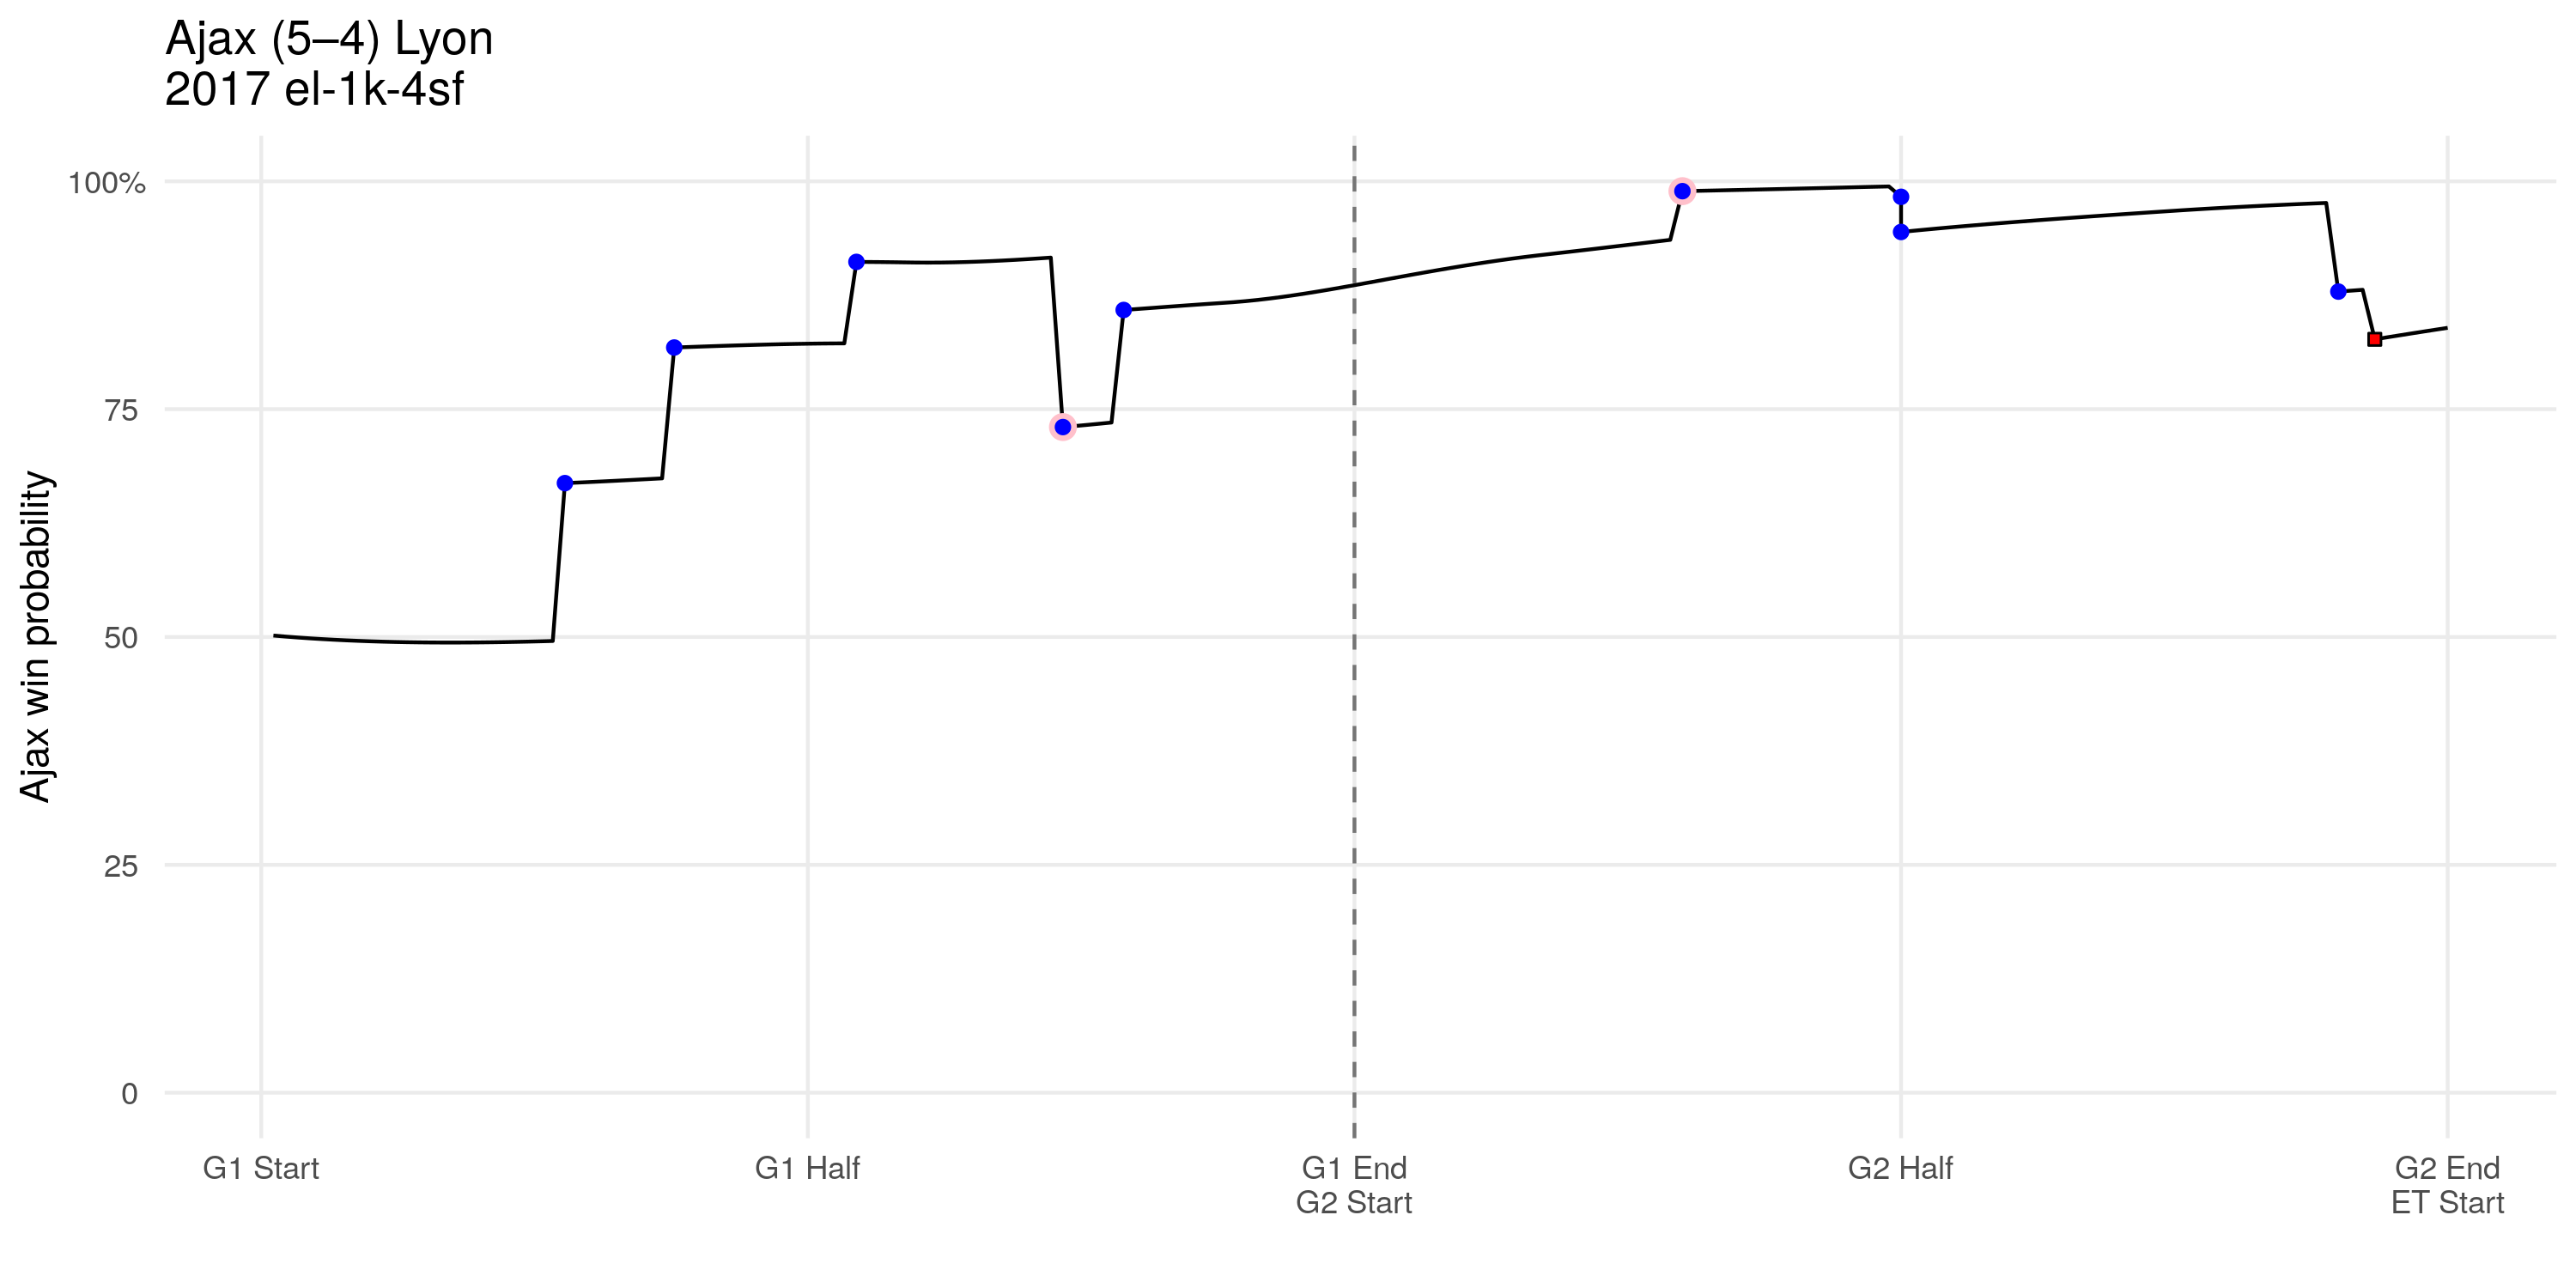 Ajax (5–4) Lyon
2017 el-1k-4sf
Ajax win probability
100%
75
50
25
0
G1 Start
G1 Half
G1 End
G2 Start
G2 Half
G2 End
ET Start